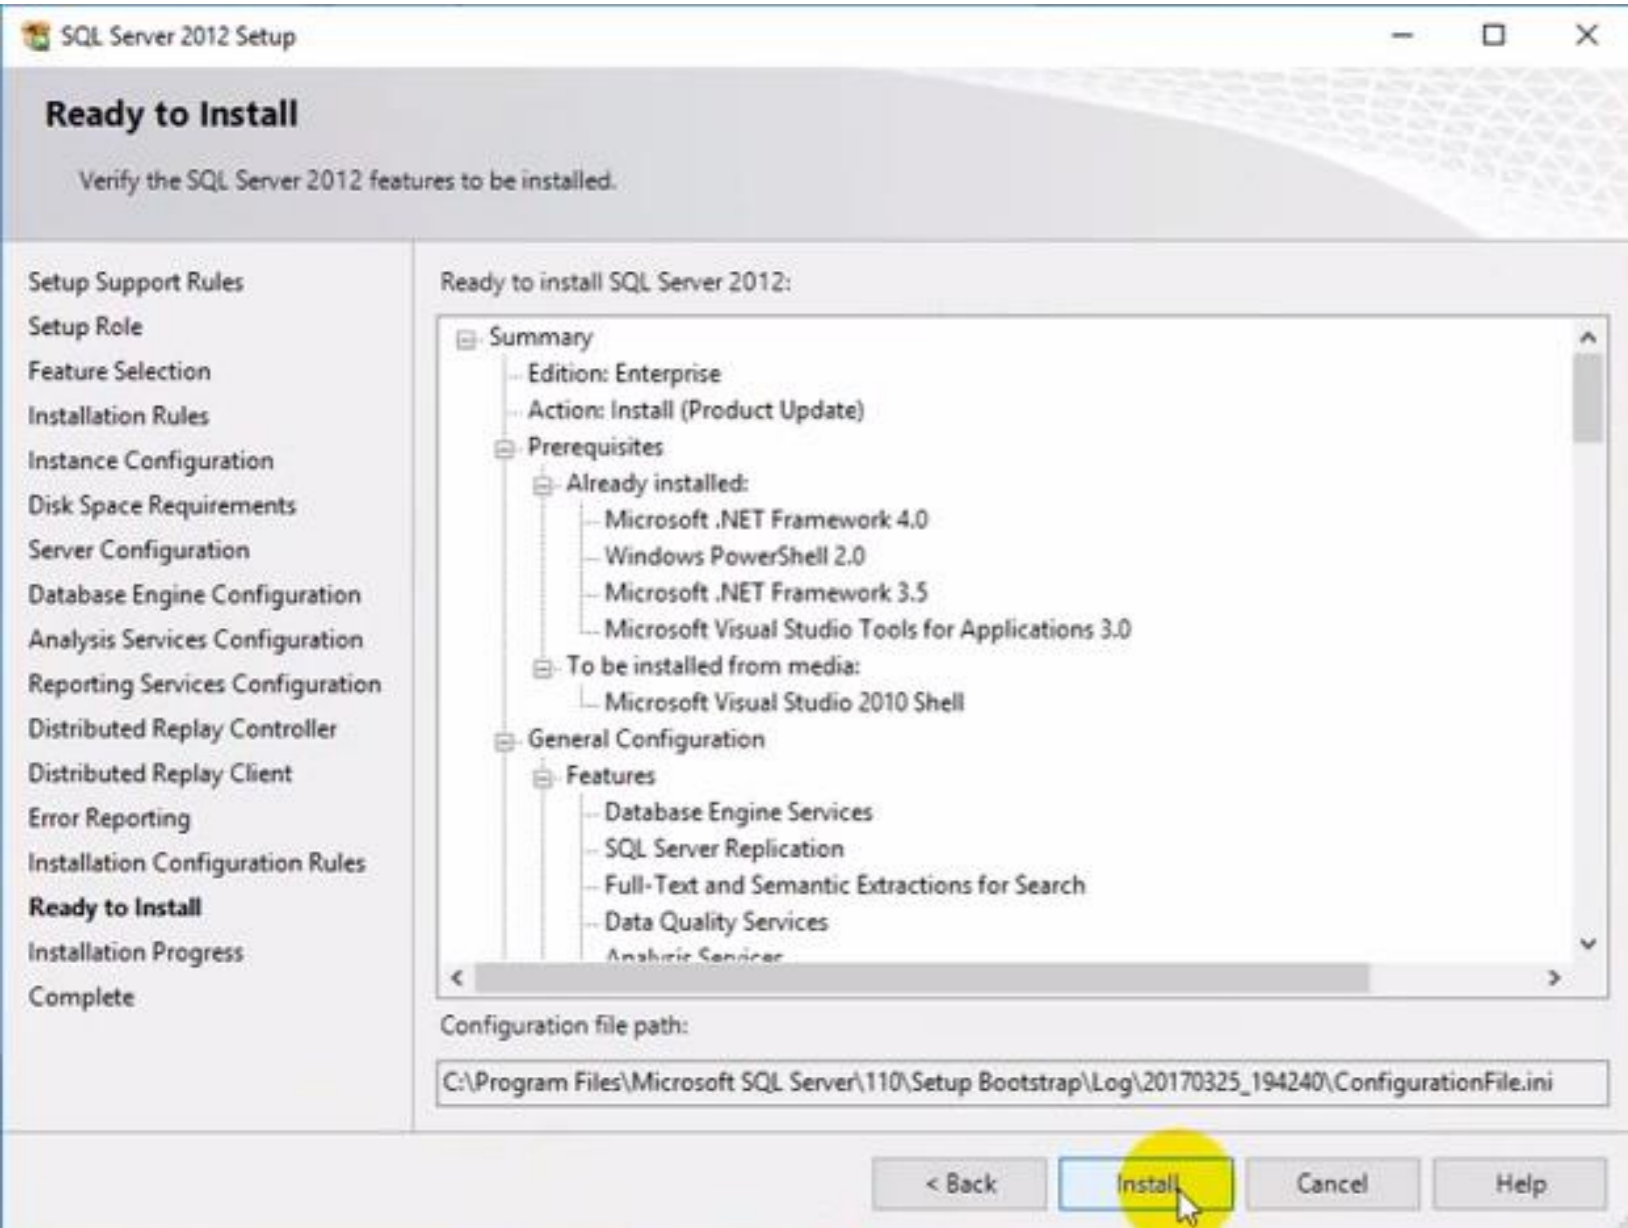 SQL Server 2012 Setup
Ready to Install
Verify the SQL Server 2012 features to be installed.
Setup Support Rules
Setup Role
Feature Selection
Installation Rules
Instance Configuration
Disk Space Requirements
Server Configuration
Database Engine Configuration
Analysis Services Configuration
Reporting Services Configuration
Distributed Replay Controller
Distributed Replay Client
Error Reporting
Installation Configuration Rules
Ready to Install
Installation Progress
Complete
Ready to install SQL Server 2012:
Summary
Edition: Enterprise
Action: Install (Product Update)
Prerequisites
Already installed:
Microsoft .NET Framework 4.0
Windows PowerShell 2.0
Microsoft .NET Framework 3.5
Microsoft Visual Studio Tools for Applications 3.0
To be installed from media:
Microsoft Visual Studio 2010 Shell
General Configuration
Features
Database Engine Services
SQL Server Replication
Full-Text and Semantic Extractions for Search
Data Quality Services
Analysis Services
Configuration file path:
C:\Program Files\Microsoft SQL Server\110\Setup Bootstrap\Log\20170325_194240\ConfigurationFile.ini
< Back
Install
Cancel
Help